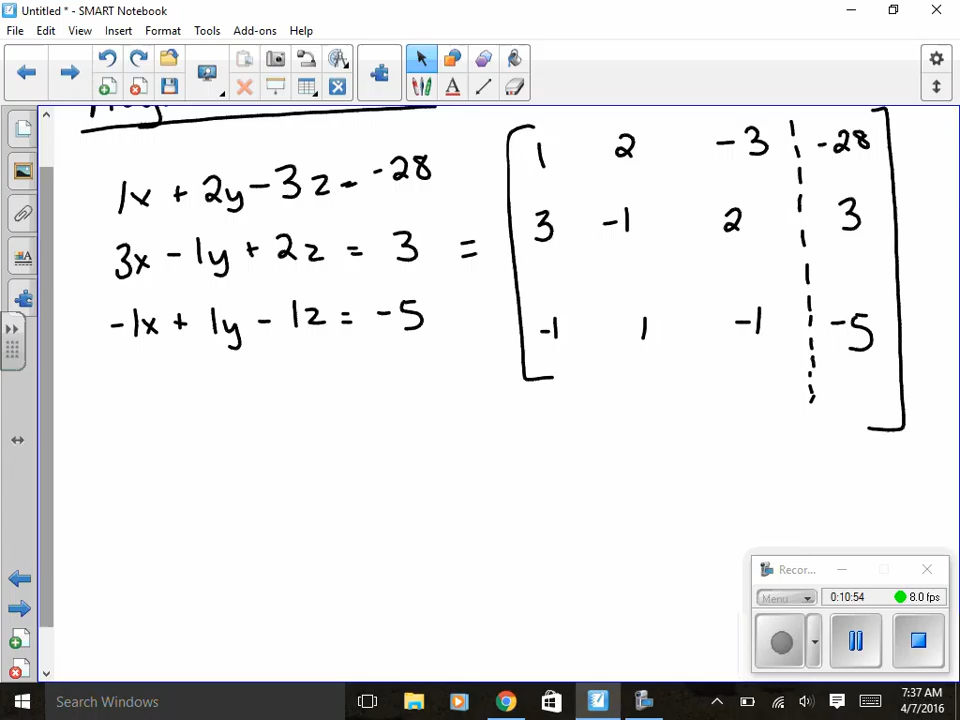 Untitled * - SMART Notebook
File Edit View Insert Format Tools Add-ons Help
1x + 2y - 3z = -28
3x - 1y + 2z = 3 =
-1x + 1y - 1z = -5
1 2 -3 -28
3 -1 2 3
-1 1 -1 -5
Recor...
Menu 0:10:54 8.0 fps
Search Windows
7:37 AM
4/7/2016